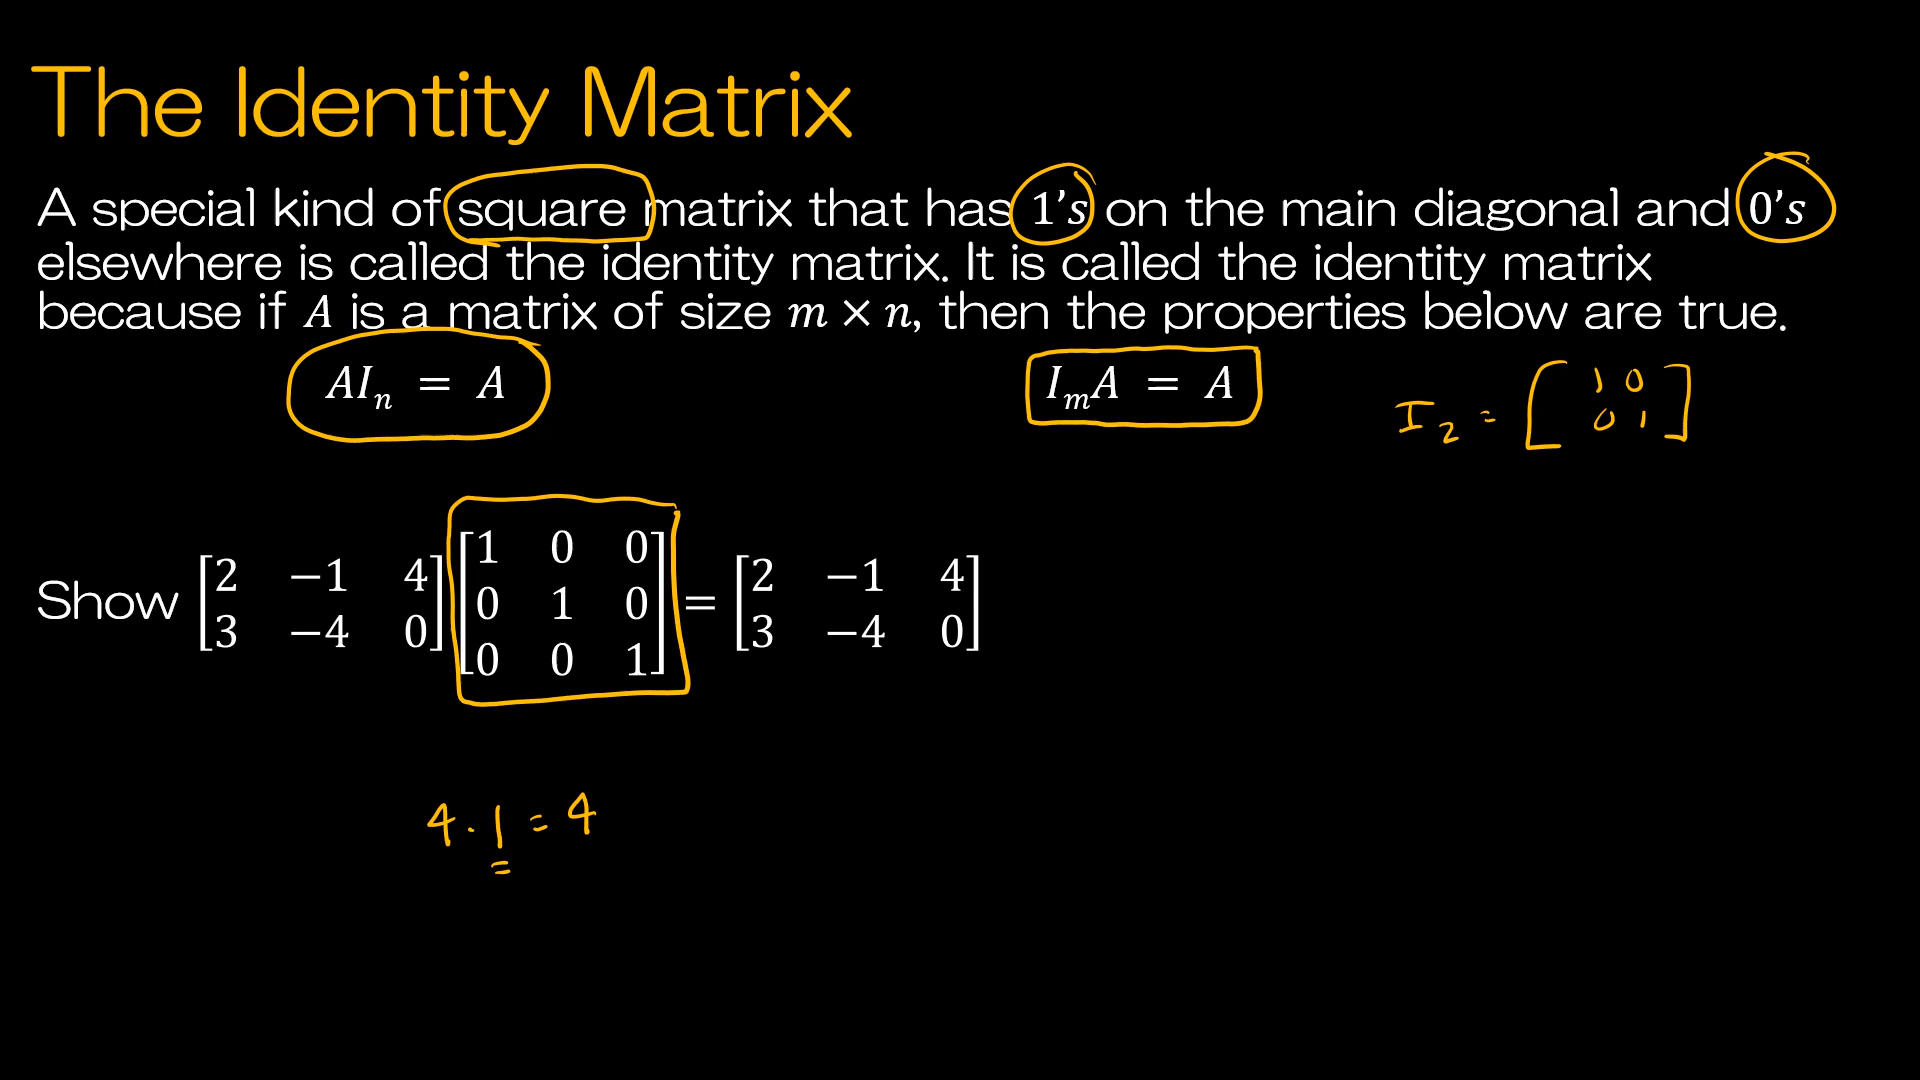 The Identity Matrix
A special kind of square matrix that has 1's on the main diagonal and 0's
elsewhere is called the identity matrix. It is called the identity matrix
because if A is a matrix of size m × n, then the properties below are true.
AIₙ = A    IₘA = A    I₂ = [1 0; 0 1]
Show [2 −1 4; 3 −4 0] [1 0 0; 0 1 0; 0 0 1] = [2 −1 4; 3 −4 0]
4 · 1 = 4